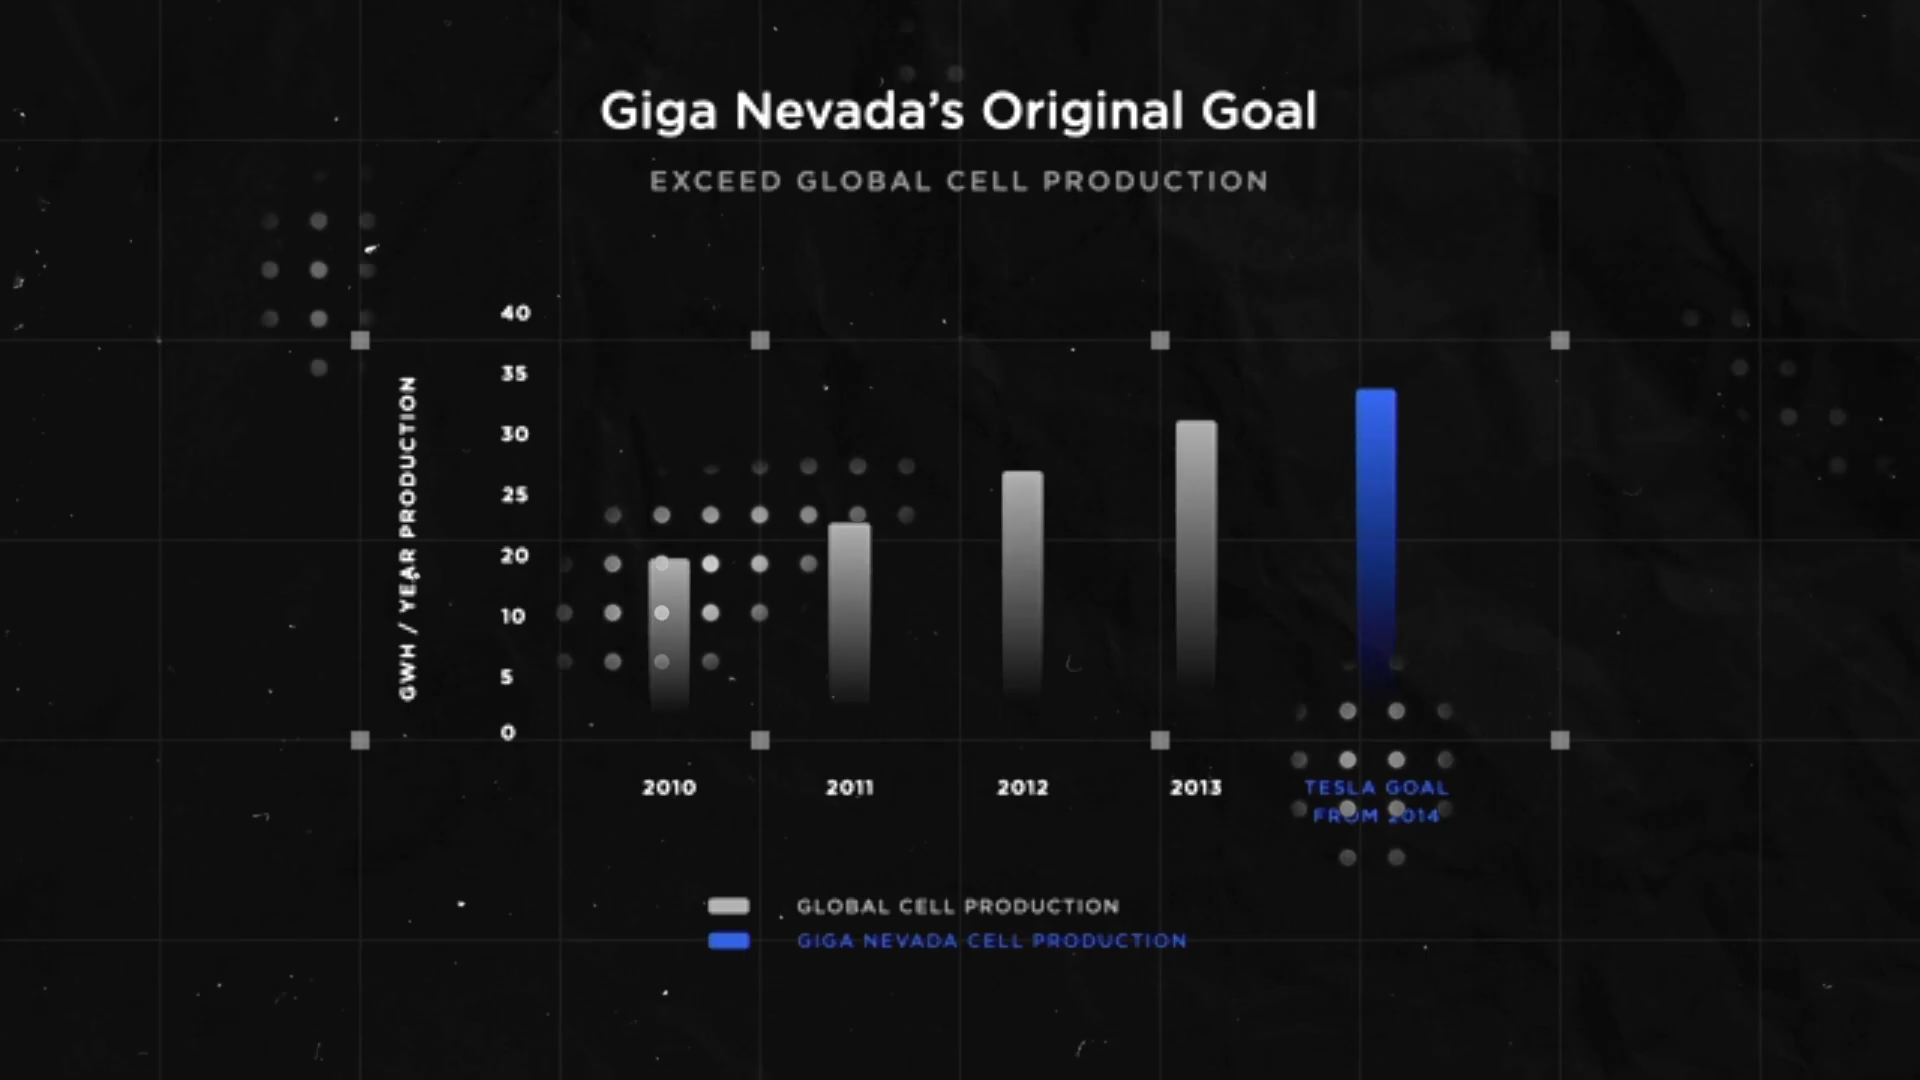 Giga Nevada’s Original Goal
EXCEED GLOBAL CELL PRODUCTION
GWH / YEAR PRODUCTION
40
35
30
25
20
10
5
0
2010
2011
2012
2013
TESLA GOAL
FROM 2014
GLOBAL CELL PRODUCTION
GIGA NEVADA CELL PRODUCTION